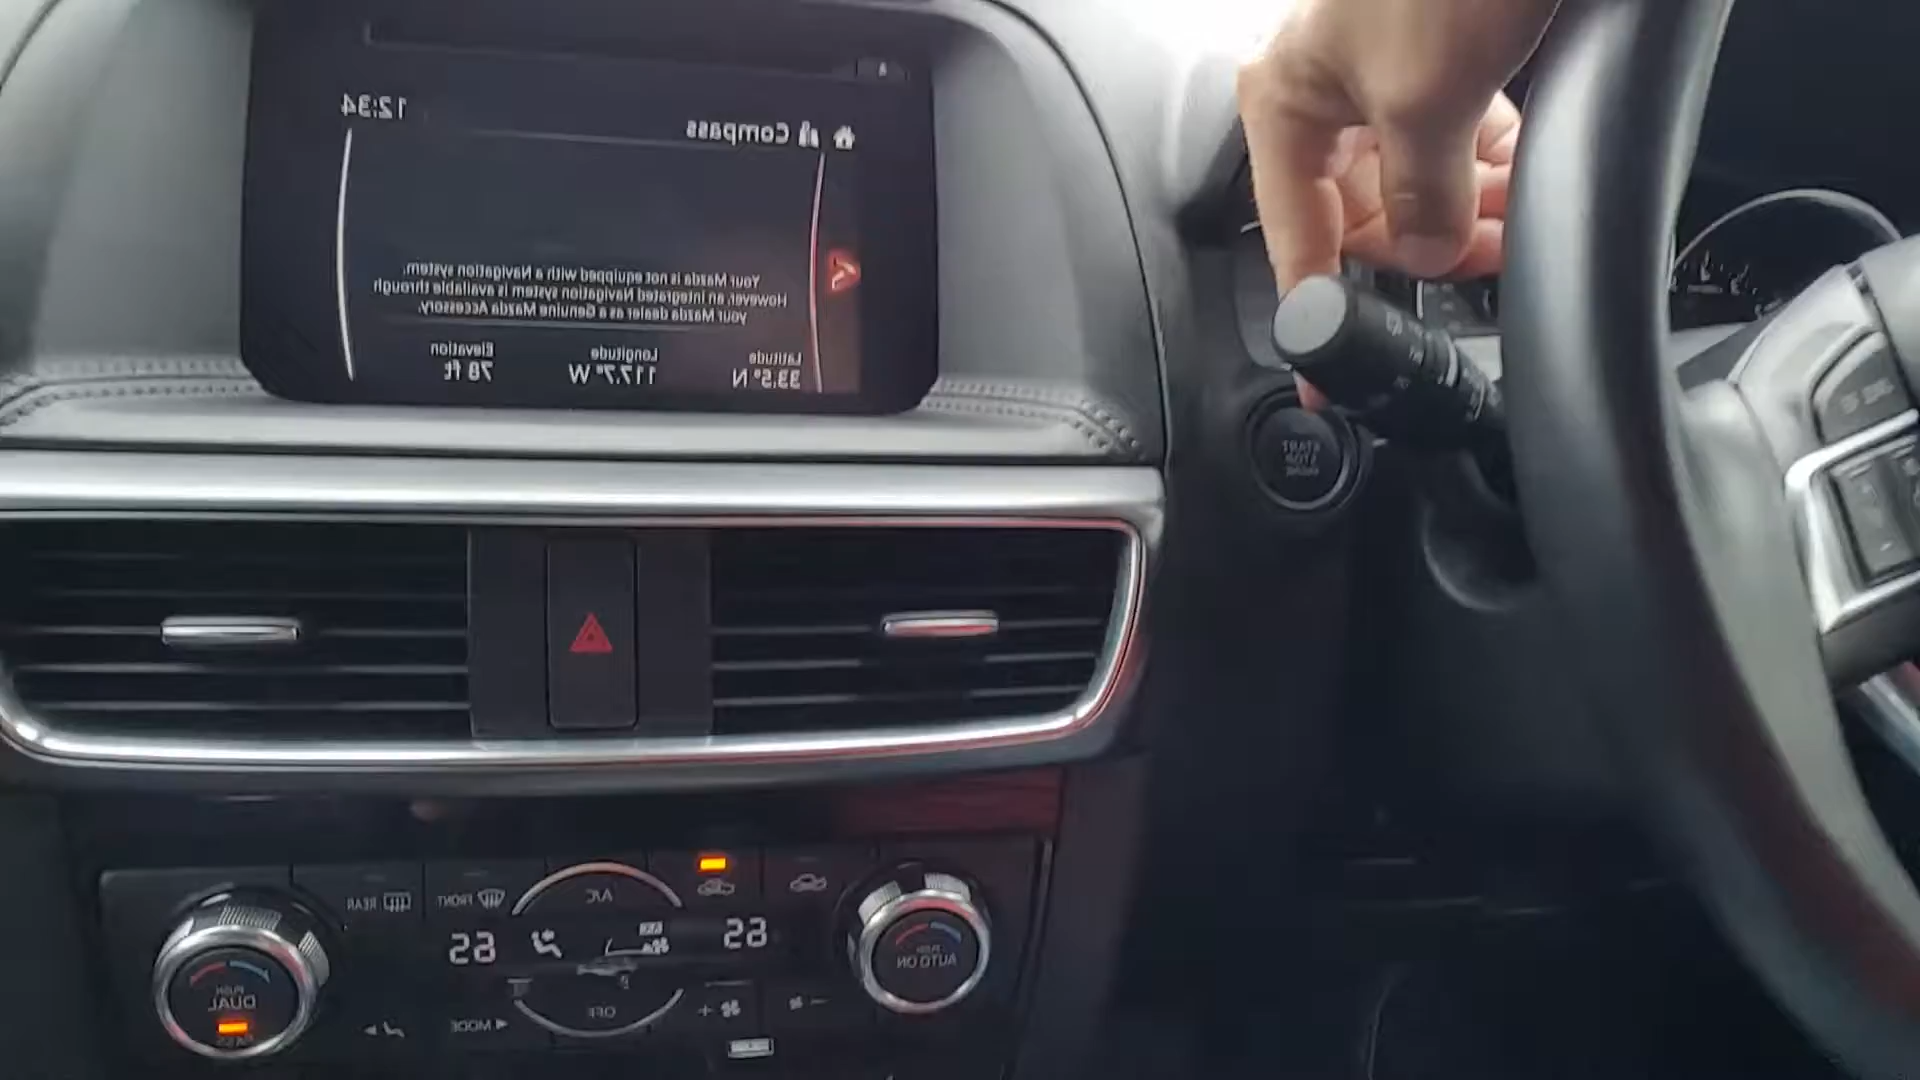 12:34
Compass
Your Mazda is not equipped with a Navigation system.
However, an Integrated Navigation system is available through
your Mazda dealer as a Genuine Mazda Accessory.
Latitude
33.5° N
Longitude
117.7° W
Elevation
78 ft
START
STOP
ENGINE
A/C
FRONT
REAR
65
65
PUSH
AUTO ON
PUSH
DUAL
PASS
OFF
MODE